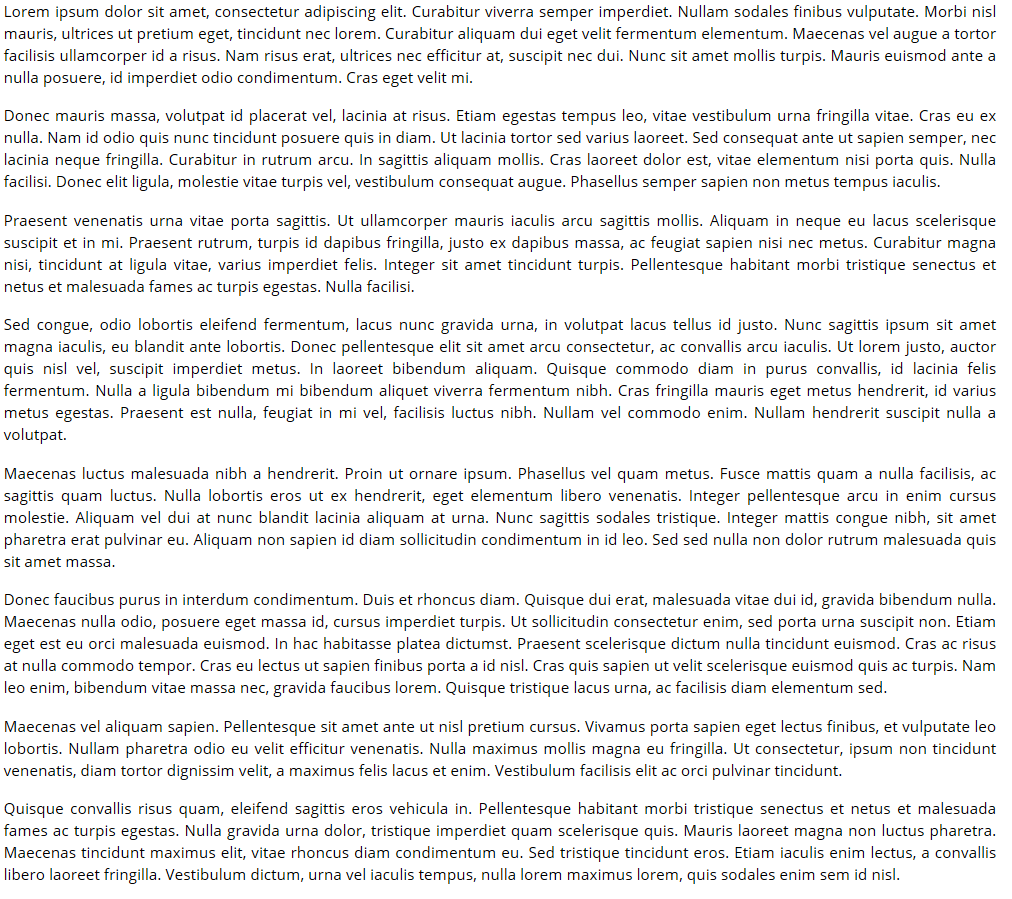 Lorem ipsum dolor sit amet, consectetur adipiscing elit. Curabitur viverra semper imperdiet. Nullam sodales finibus vulputate. Morbi nisl
mauris, ultrices ut pretium eget, tincidunt nec lorem. Curabitur aliquam dui eget velit fermentum elementum. Maecenas vel augue a tortor
facilisis ullamcorper id a risus. Nam risus erat, ultrices nec efficitur at, suscipit nec dui. Nunc sit amet mollis turpis. Mauris euismod ante a
nulla posuere, id imperdiet odio condimentum. Cras eget velit mi.
Donec mauris massa, volutpat id placerat vel, lacinia at risus. Etiam egestas tempus leo, vitae vestibulum urna fringilla vitae. Cras eu ex
nulla. Nam id odio quis nunc tincidunt posuere quis in diam. Ut lacinia tortor sed varius laoreet. Sed consequat ante ut sapien semper, nec
lacinia neque fringilla. Curabitur in rutrum arcu. In sagittis aliquam mollis. Cras laoreet dolor est, vitae elementum nisi porta quis. Nulla
facilisi. Donec elit ligula, molestie vitae turpis vel, vestibulum consequat augue. Phasellus semper sapien non metus tempus iaculis.
Praesent venenatis urna vitae porta sagittis. Ut ullamcorper mauris iaculis arcu sagittis mollis. Aliquam in neque eu lacus scelerisque
suscipit et in mi. Praesent rutrum, turpis id dapibus fringilla, justo ex dapibus massa, ac feugiat sapien nisi nec metus. Curabitur magna
nisi, tincidunt at ligula vitae, varius imperdiet felis. Integer sit amet tincidunt turpis. Pellentesque habitant morbi tristique senectus et
netus et malesuada fames ac turpis egestas. Nulla facilisi.
Sed congue, odio lobortis eleifend fermentum, lacus nunc gravida urna, in volutpat lacus tellus id justo. Nunc sagittis ipsum sit amet
magna iaculis, eu blandit ante lobortis. Donec pellentesque elit sit amet arcu consectetur, ac convallis arcu iaculis. Ut lorem justo, auctor
quis nisl vel, suscipit imperdiet metus. In laoreet bibendum aliquam. Quisque commodo diam in purus convallis, id lacinia felis
fermentum. Nulla a ligula bibendum mi bibendum aliquet viverra fermentum nibh. Cras fringilla mauris eget metus hendrerit, id varius
metus egestas. Praesent est nulla, feugiat in mi vel, facilisis luctus nibh. Nullam vel commodo enim. Nullam hendrerit suscipit nulla a
volutpat.
Maecenas luctus malesuada nibh a hendrerit. Proin ut ornare ipsum. Phasellus vel quam metus. Fusce mattis quam a nulla facilisis, ac
sagittis quam luctus. Nulla lobortis eros ut ex hendrerit, eget elementum libero venenatis. Integer pellentesque arcu in enim cursus
molestie. Aliquam vel dui at nunc blandit lacinia aliquam at urna. Nunc sagittis sodales tristique. Integer mattis congue nibh, sit amet
pharetra erat pulvinar eu. Aliquam non sapien id diam sollicitudin condimentum in id leo. Sed sed nulla non dolor rutrum malesuada quis
sit amet massa.
Donec faucibus purus in interdum condimentum. Duis et rhoncus diam. Quisque dui erat, malesuada vitae dui id, gravida bibendum nulla.
Maecenas nulla odio, posuere eget massa id, cursus imperdiet turpis. Ut sollicitudin consectetur enim, sed porta urna suscipit non. Etiam
eget est eu orci malesuada euismod. In hac habitasse platea dictumst. Praesent scelerisque dictum nulla tincidunt euismod. Cras ac risus
at nulla commodo tempor. Cras eu lectus ut sapien finibus porta a id nisl. Cras quis sapien ut velit scelerisque euismod quis ac turpis. Nam
leo enim, bibendum vitae massa nec, gravida faucibus lorem. Quisque tristique lacus urna, ac facilisis diam elementum sed.
Maecenas vel aliquam sapien. Pellentesque sit amet ante ut nisl pretium cursus. Vivamus porta sapien eget lectus finibus, et vulputate leo
lobortis. Nullam pharetra odio eu velit efficitur venenatis. Nulla maximus mollis magna eu fringilla. Ut consectetur, ipsum non tincidunt
venenatis, diam tortor dignissim velit, a maximus felis lacus et enim. Vestibulum facilisis elit ac orci pulvinar tincidunt.
Quisque convallis risus quam, eleifend sagittis eros vehicula in. Pellentesque habitant morbi tristique senectus et netus et malesuada
fames ac turpis egestas. Nulla gravida urna dolor, tristique imperdiet quam scelerisque quis. Mauris laoreet magna non luctus pharetra.
Maecenas tincidunt maximus elit, vitae rhoncus diam condimentum eu. Sed tristique tincidunt eros. Etiam iaculis enim lectus, a convallis
libero laoreet fringilla. Vestibulum dictum, urna vel iaculis tempus, nulla lorem maximus lorem, quis sodales enim sem id nisl.